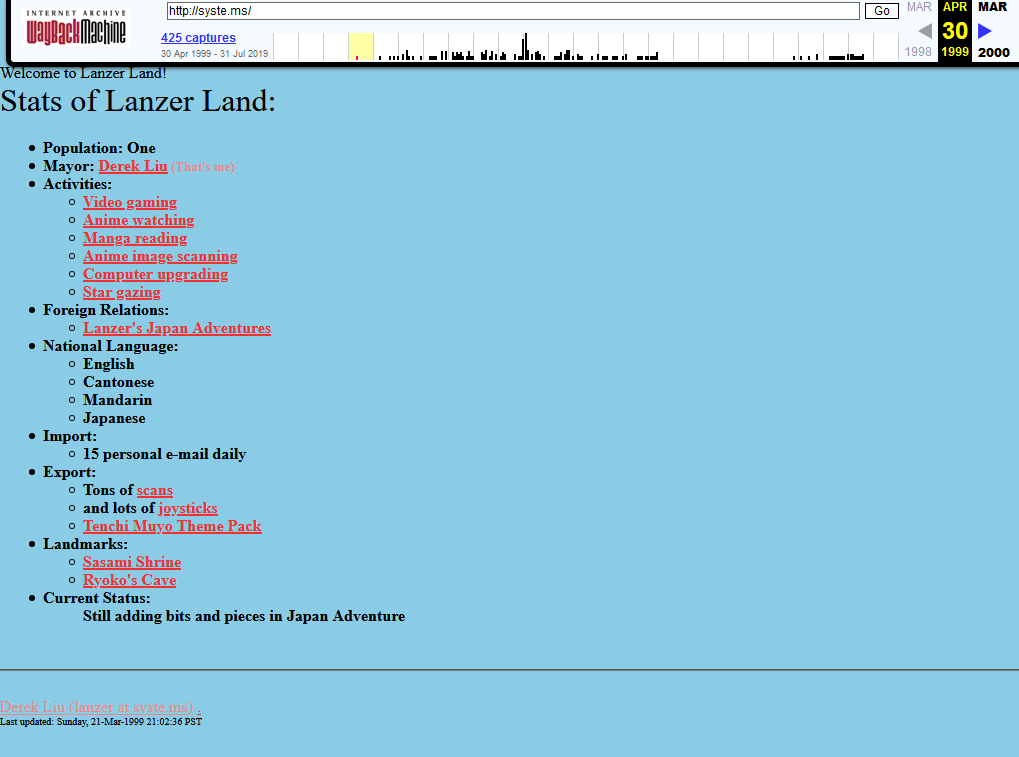 INTERNET ARCHIVE
WayBackMachine
http://syste.ms/
Go
425 captures
30 Apr 1999 - 31 Jul 2019
MAR APR MAR
30
1998 1999 2000
Welcome to Lanzer Land!
Stats of Lanzer Land:
Population: One
Mayor: Derek Liu (That's me)
Activities:
Video gaming
Anime watching
Manga reading
Anime image scanning
Computer upgrading
Star gazing
Foreign Relations:
Lanzer's Japan Adventures
National Language:
English
Cantonese
Mandarin
Japanese
Import:
15 personal e-mail daily
Export:
Tons of scans
and lots of joysticks
Tenchi Muyo Theme Pack
Landmarks:
Sasami Shrine
Ryoko's Cave
Current Status:
Still adding bits and pieces in Japan Adventure
Derek Liu (lanzer at syste.ms) .
Last updated: Sunday, 21-Mar-1999 21:02:36 PST